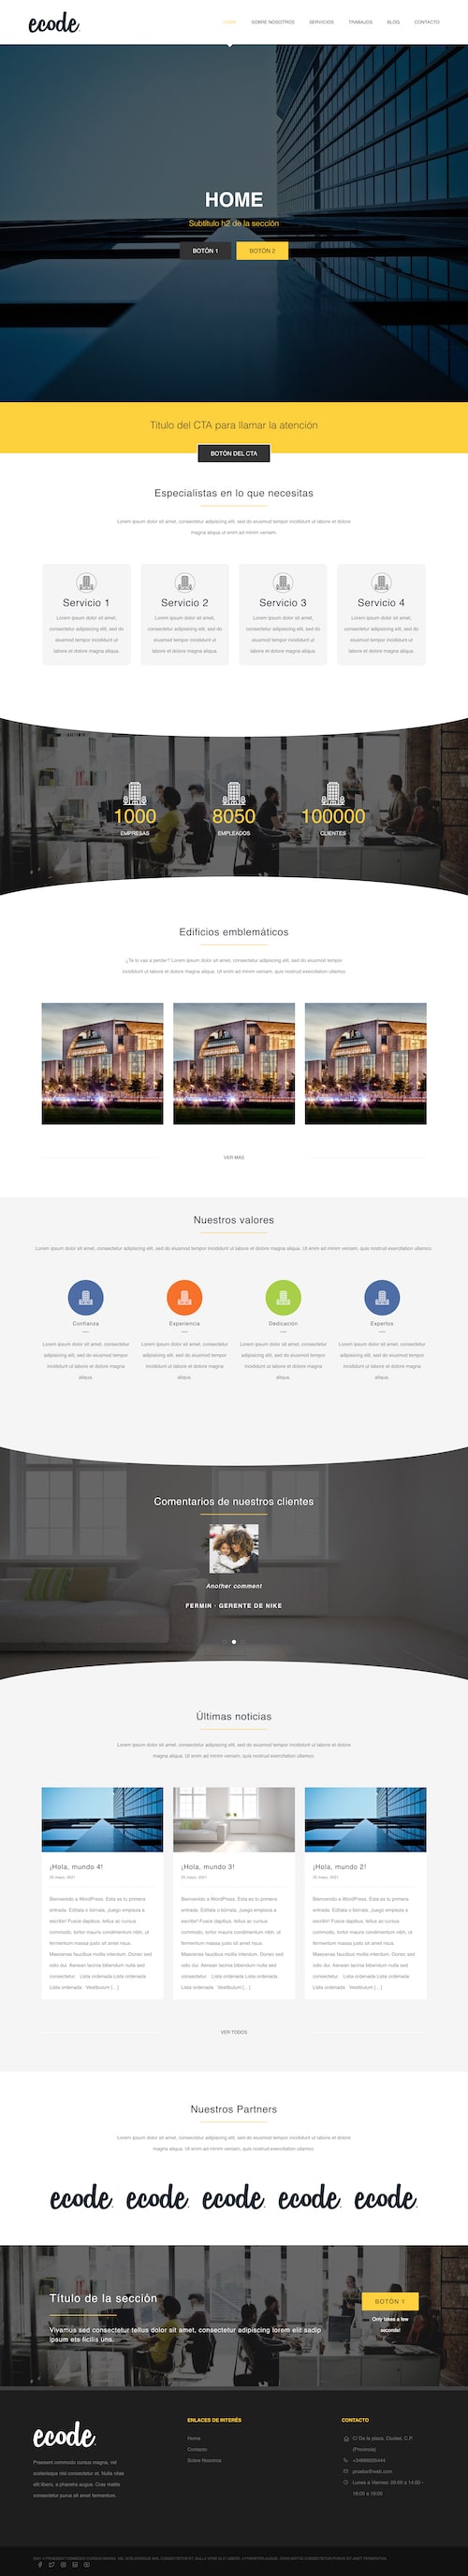 ecode.
HOME
SOBRE NOSOTROS
SERVICIOS
TRABAJOS
BLOG
CONTACTO
HOME
Subtítulo h2 de la sección
BOTÓN 1
BOTÓN 2
Título del CTA para llamar la atención
BOTÓN DEL CTA
Especialistas en lo que necesitas
Lorem ipsum dolor sit amet, consectetur adipiscing elit, sed do eiusmod tempor incididunt ut labore et dolore
magna aliqua ut enim ad minim veniam.
Servicio 1
Lorem ipsum dolor sit amet,
consectetur adipiscing elit, sed do
eiusmod tempor incididunt ut
labore et dolore magna aliqua.
Servicio 2
Lorem ipsum dolor sit amet,
consectetur adipiscing elit, sed do
eiusmod tempor incididunt ut
labore et dolore magna aliqua.
Servicio 3
Lorem ipsum dolor sit amet,
consectetur adipiscing elit, sed do
eiusmod tempor incididunt ut
labore et dolore magna aliqua.
Servicio 4
Lorem ipsum dolor sit amet,
consectetur adipiscing elit, sed do
eiusmod tempor incididunt ut
labore et dolore magna aliqua.
1000
EMPRESAS
8050
EMPLEADOS
100000
CLIENTES
Edificios emblemáticos
¿Te lo vas a perder? Lorem ipsum dolor sit amet, consectetur adipiscing elit, sed do eiusmod tempor
incididunt ut labore et dolore magna aliqua. Ut enim ad minim veniam, quis nostrud exercitation ullamco
VER MÁS
Nuestros valores
Lorem ipsum dolor sit amet, consectetur adipiscing elit, sed do eiusmod tempor incididunt ut labore et dolore magna aliqua. Ut enim ad minim veniam, quis nostrud exercitation ullamco
Confianza
Lorem ipsum dolor sit amet, consectetur
adipiscing elit, sed do eiusmod tempor
incididunt ut labore et dolore magna
aliqua.
Experiencia
Lorem ipsum dolor sit amet, consectetur
adipiscing elit, sed do eiusmod tempor
incididunt ut labore et dolore magna
aliqua.
Dedicación
Lorem ipsum dolor sit amet, consectetur
adipiscing elit, sed do eiusmod tempor
incididunt ut labore et dolore magna
aliqua.
Expertos
Lorem ipsum dolor sit amet, consectetur
adipiscing elit, sed do eiusmod tempor
incididunt ut labore et dolore magna
aliqua.
Comentarios de nuestros clientes
Another comment
FERMIN - GERENTE DE NIKE
Últimas noticias
Lorem ipsum dolor sit amet, consectetur adipiscing elit, sed do eiusmod tempor incididunt ut labore et dolore
magna aliqua. Ut enim ad minim veniam, quis nostrud exercitation ullamco
¡Hola, mundo 4!
Bienvenido a WordPress. Esta es tu primera
entrada. Edítala o bórrala, ¡luego empieza a
escribir! Fusce dapibus, tellus ac cursus
commodo, tortor mauris condimentum nibh, ut
fermentum massa justo sit amet risus.
Maecenas faucibus mollis interdum. Donec sed
odio dui. Aenean lacinia bibendum nulla sed
consectetur. Lista ordenada Lista ordenada
Lista ordenada Vestibulum [...]
¡Hola, mundo 3!
Bienvenido a WordPress. Esta es tu primera
entrada. Edítala o bórrala, ¡luego empieza a
escribir! Fusce dapibus, tellus ac cursus
commodo, tortor mauris condimentum nibh, ut
fermentum massa justo sit amet risus.
Maecenas faucibus mollis interdum. Donec sed
odio dui. Aenean lacinia bibendum nulla sed
consectetur. Lista ordenada Lista ordenada
Lista ordenada Vestibulum [...]
¡Hola, mundo 2!
Bienvenido a WordPress. Esta es tu primera
entrada. Edítala o bórrala, ¡luego empieza a
escribir! Fusce dapibus, tellus ac cursus
commodo, tortor mauris condimentum nibh, ut
fermentum massa justo sit amet risus.
Maecenas faucibus mollis interdum. Donec sed
odio dui. Aenean lacinia bibendum nulla sed
consectetur. Lista ordenada Lista ordenada
Lista ordenada Vestibulum [...]
VER TODOS
Nuestros Partners
Lorem ipsum dolor sit amet, consectetur adipiscing elit, sed do eiusmod tempor incididunt ut labore et dolore
magna aliqua. Ut enim ad minim veniam, quis nostrud exercitation ullamco
ecode. ecode. ecode. ecode. ecode.
Título de la sección
Vivamus sed consectetur tellus dolor sit amet, consectetur adipiscing lorem elit sadip
ipsum ets ficilis uns.
BOTÓN 1
Only takes a few
seconds!
ecode.
Praesent commodo cursus magna, vel
scelerisque nisl consectetur et. Nulla vitae
elit libero, a pharetra augue. Cras mattis
consectetur purus sit amet fermentum.
ENLACES DE INTERÉS
Home
Contacto
Sobre Nosotros
CONTACTO
C/ De la plaza, Ciudad, C.P.
(Provincia)
prueba@web.com
Lunes a Viernes: 09:00 a 14:00 -
16:00 a 19:00